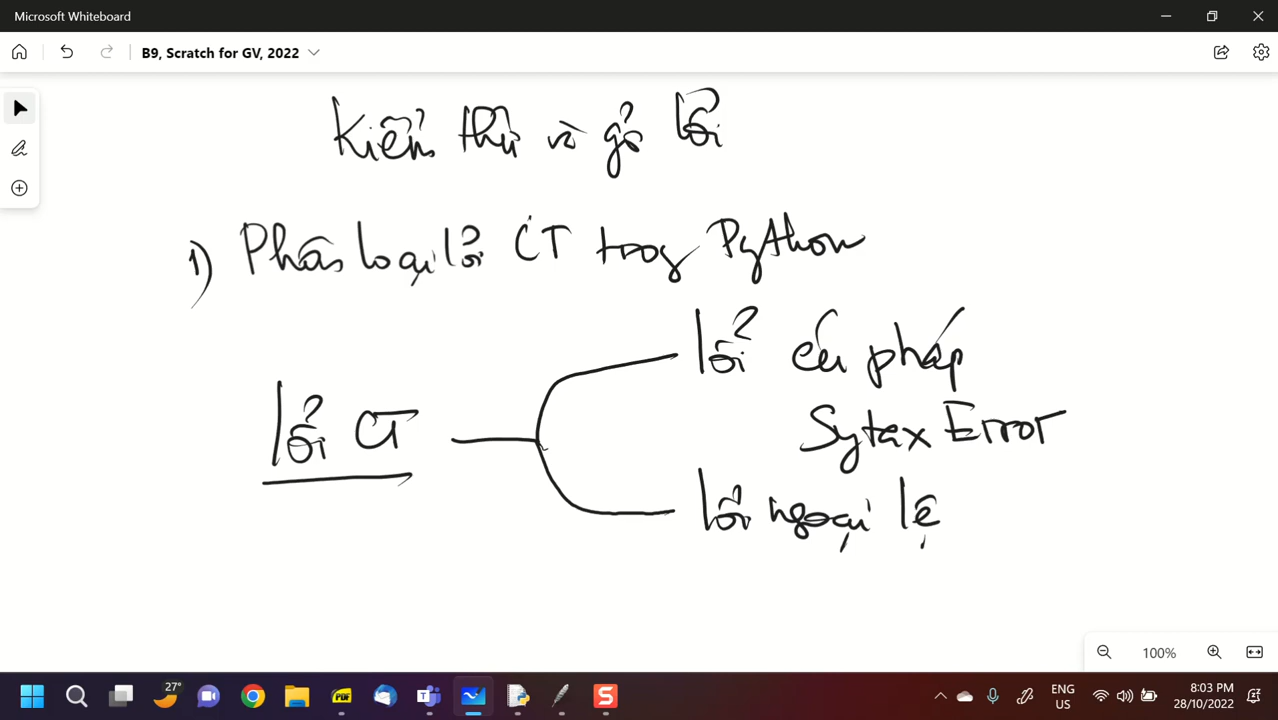 Microsoft Whiteboard
B9, Scratch for GV, 2022
Kiểm thử và gỡ lỗi
1) Phân loại lỗi CT trong Python
lỗi CT
lỗi cú pháp
Sytax Error
lỗi ngoại lệ
100%
27°
PDF
ENG
US
8:03 PM
28/10/2022